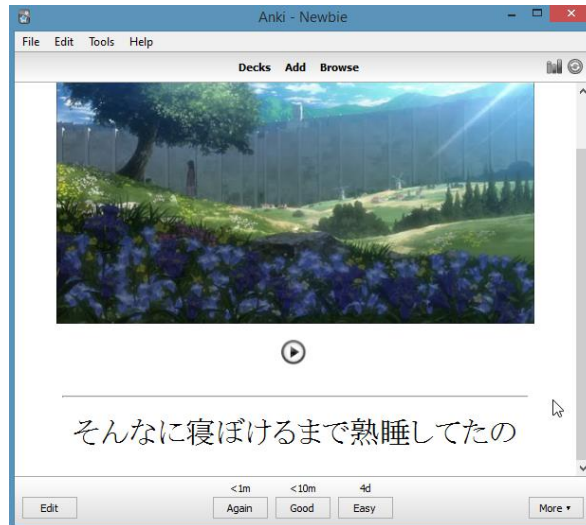 Anki - Newbie
File Edit Tools Help
Decks Add Browse
そんなに寝ぼけるまで熟睡してたの
<1m <10m 4d
Edit Again Good Easy More ▾